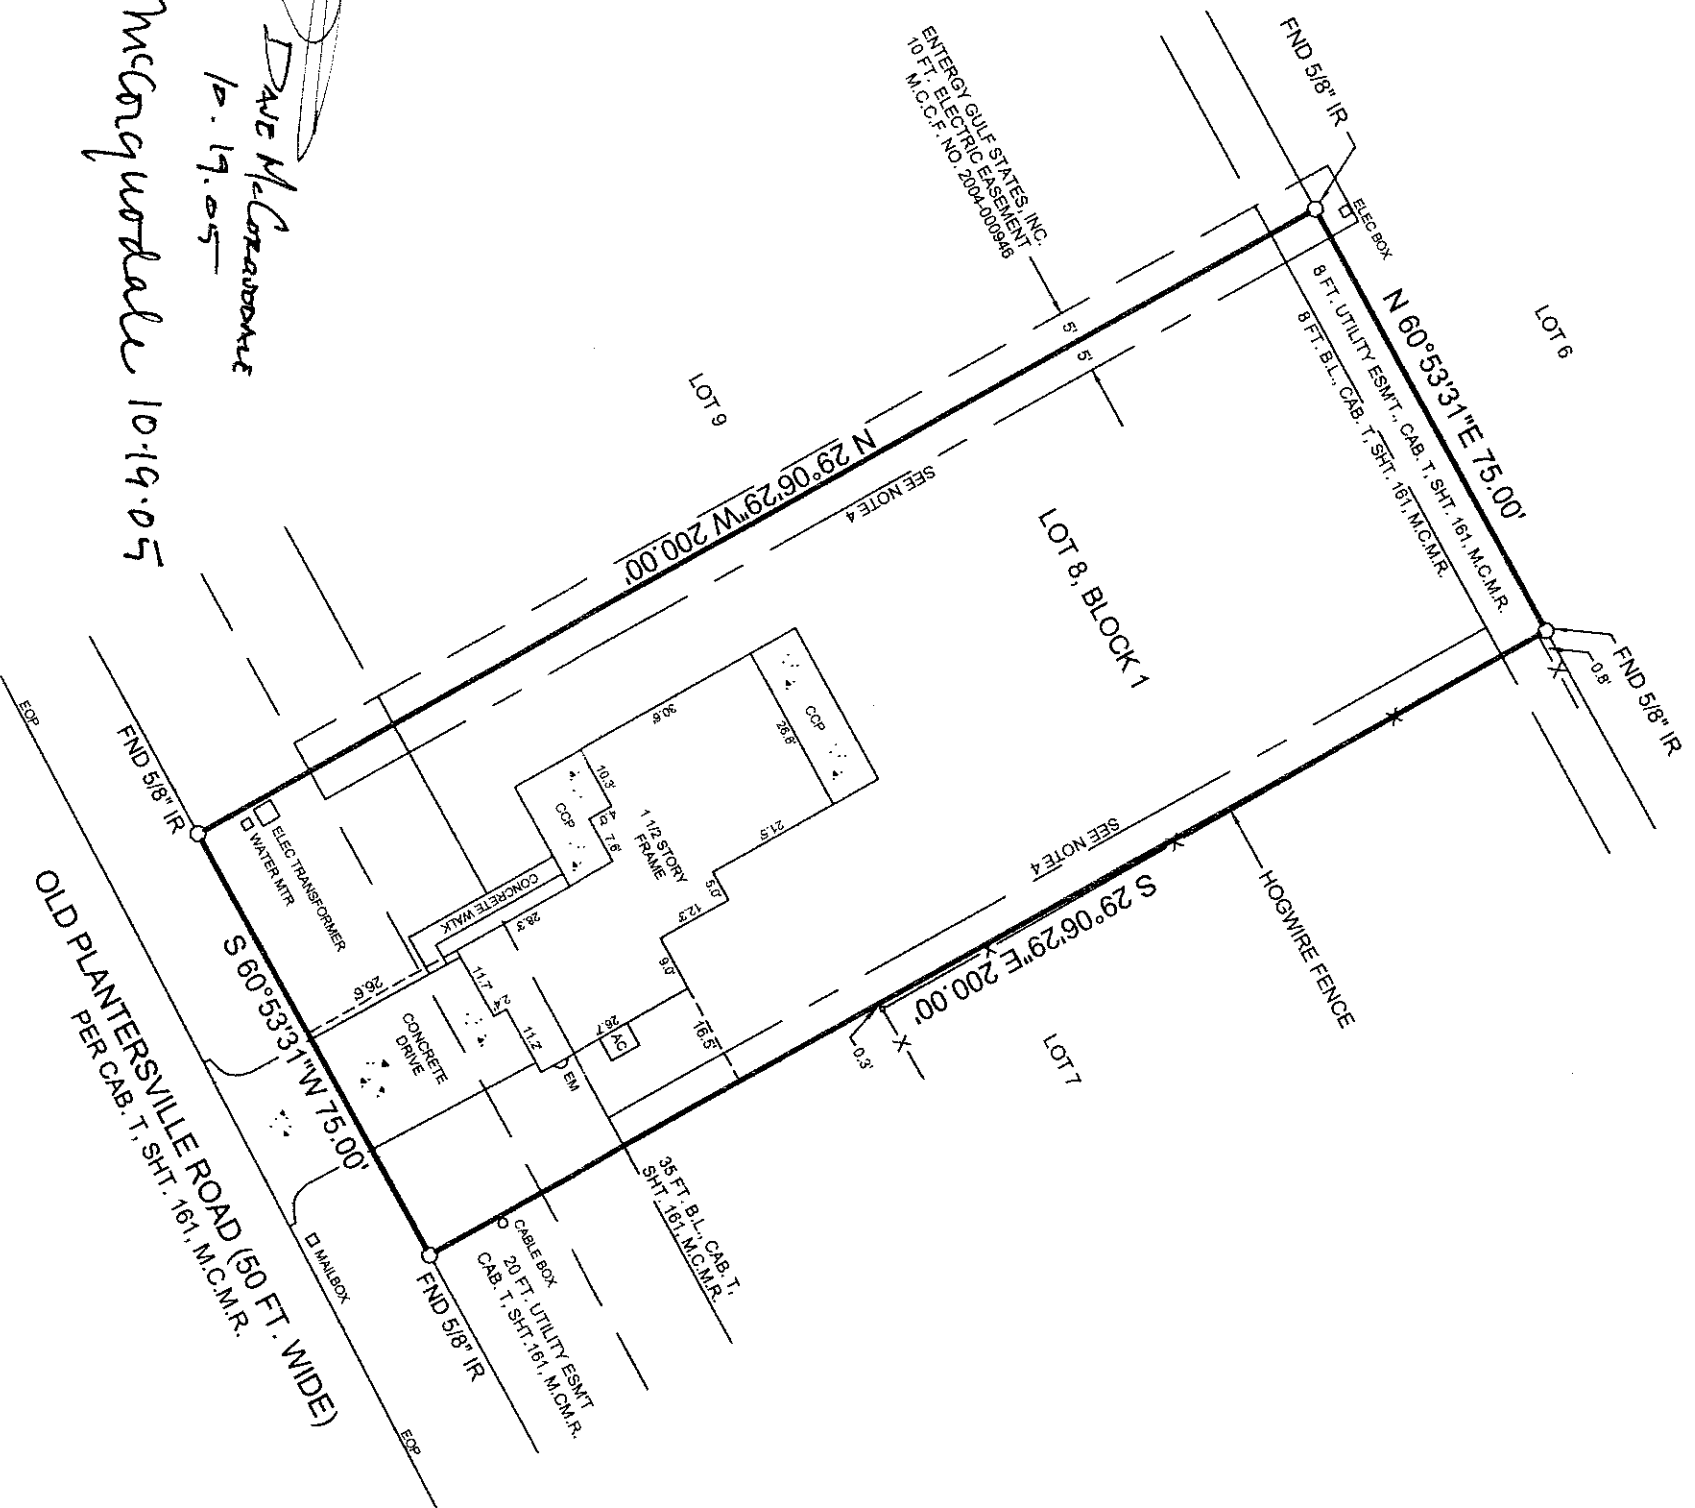 DAVE McCORQUODALE
10.19.05
McCorquodale 10.19.05
FND 5/8" IR
ENTERGY GULF STATES, INC.
10 FT. ELECTRIC EASEMENT
M.C.C.F. NO. 2004-000946
ELEC BOX
LOT 6
N 60°53'31"E 75.00'
8 FT. UTILITY ESM'T., CAB. T, SHT. 161, M.C.M.R.
8 FT. B.L., CAB. T, SHT. 161, M.C.M.R.
5'
5'
LOT 9
N 29°06'29"W 200.00'
SEE NOTE 4
LOT 8, BLOCK 1
FND 5/8" IR
0.8'
X
CCP
26.8'
30.6'
10.3'
4.5'
7.6'
CCP
1 1/2 STORY
FRAME
21.5'
5.0'
12.3'
9.0'
SEE NOTE 4
S 29°06'29"E 200.00'
HOGWIRE FENCE
LOT 7
0.3'
X
16.5'
CONCRETE WALK
28.3'
11.7'
2.4'
11.2'
26.7'
AC
EM
26.6'
CONCRETE
DRIVE
ELEC TRANSFORMER
WATER MTR
FND 5/8" IR
EOP
S 60°53'31"W 75.00'
35 FT. B.L., CAB. T,
SHT. 161, M.C.M.R.
CABLE BOX
20 FT. UTILITY ESM'T
CAB. T, SHT.161, M.CM.R.
FND 5/8" IR
MAILBOX
OLD PLANTERSVILLE ROAD (50 FT. WIDE)
PER CAB. T, SHT. 161, M.C.M.R.
EOP